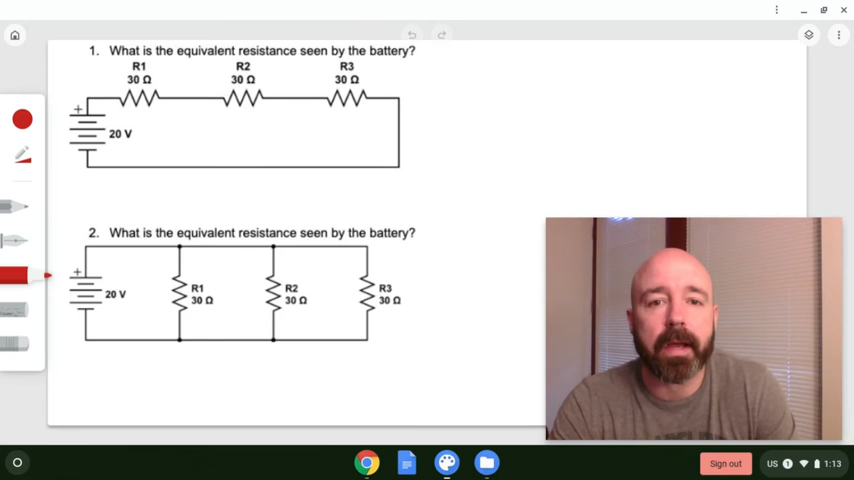 1. What is the equivalent resistance seen by the battery?
R1 R2 R3
30 Ω 30 Ω 30 Ω
+
20 V
2. What is the equivalent resistance seen by the battery?
+
20 V
R1 R2 R3
30 Ω 30 Ω 30 Ω
Sign out
US 1 1:13